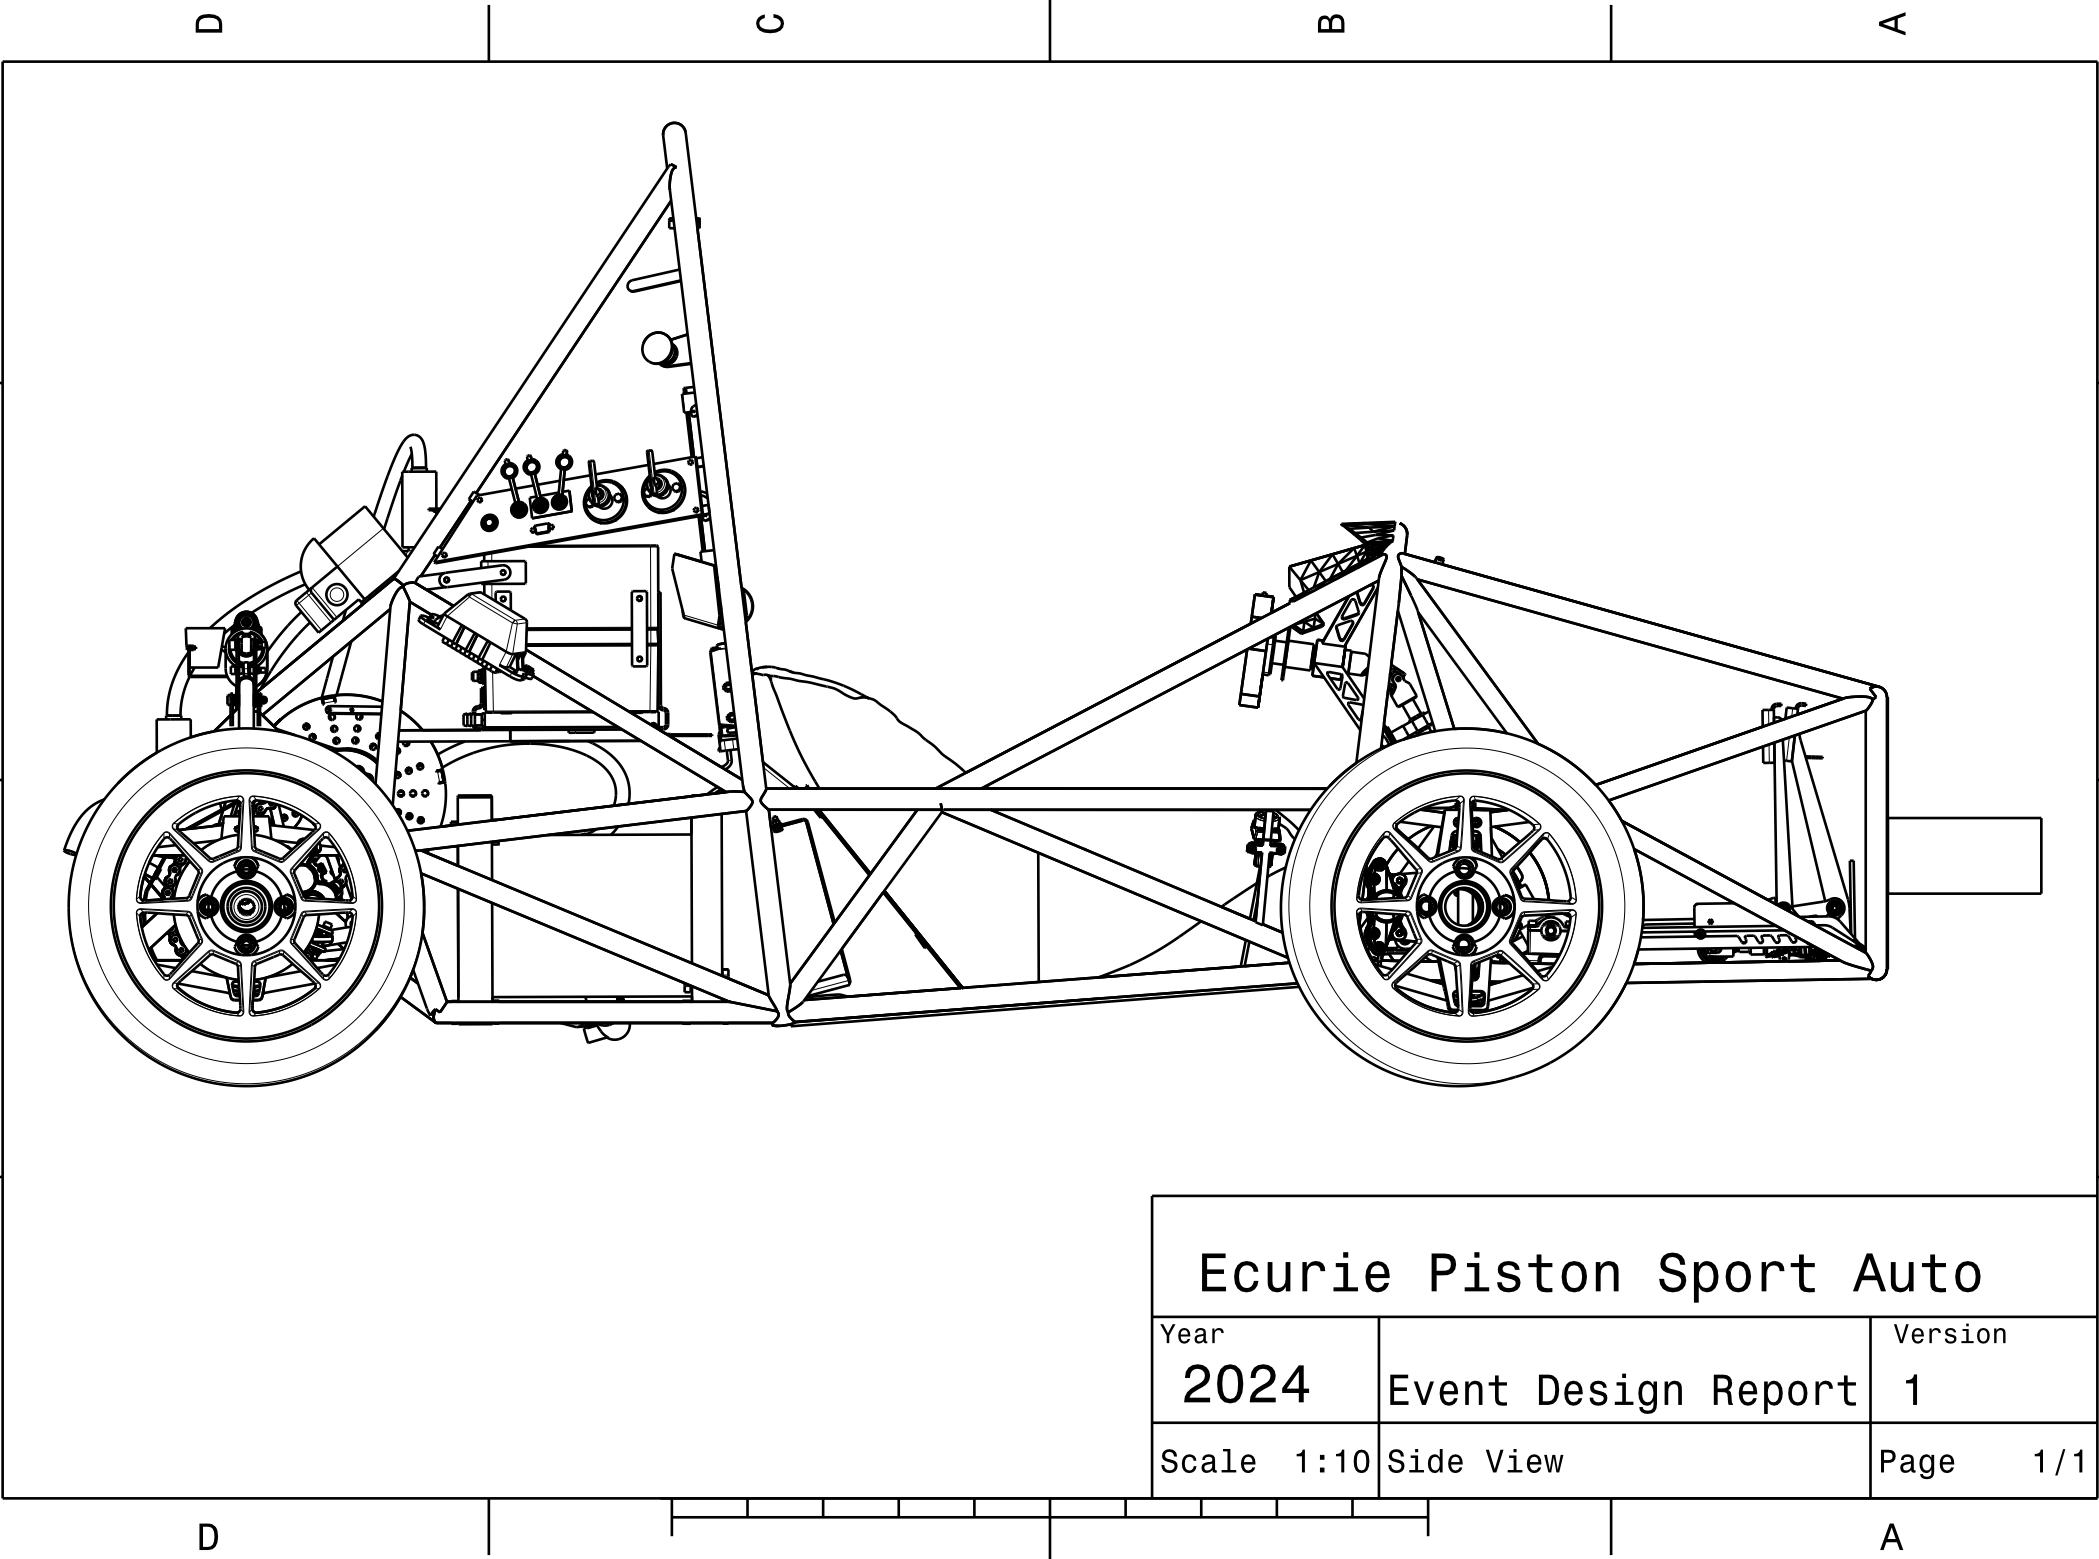 D C B A
Ecurie Piston Sport Auto
Year
2024
Event Design Report
Version
1
Scale 1:10
Side View
Page 1/1
D A